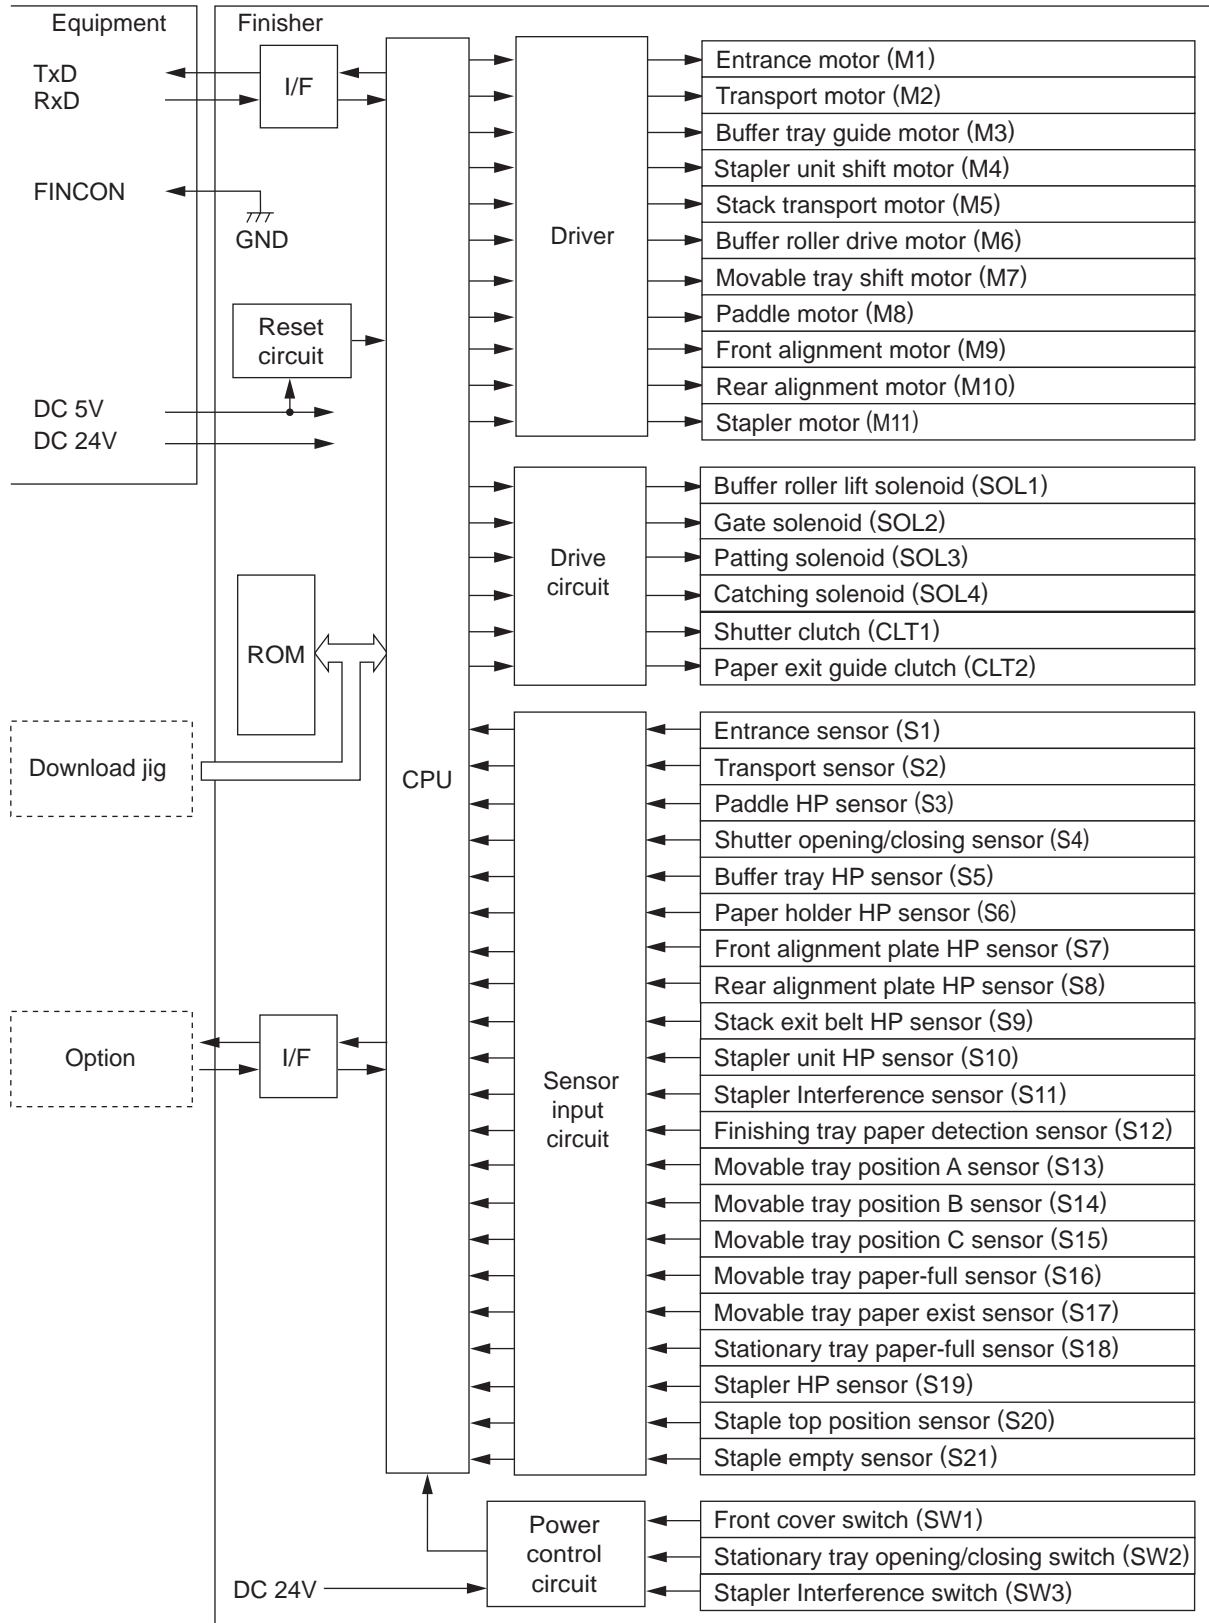 Equipment
Finisher
TxD
RxD
I/F
FINCON
GND
Reset
circuit
DC 5V
DC 24V
ROM
Download jig
CPU
Option
I/F
Driver
Entrance motor (M1)
Transport motor (M2)
Buffer tray guide motor (M3)
Stapler unit shift motor (M4)
Stack transport motor (M5)
Buffer roller drive motor (M6)
Movable tray shift motor (M7)
Paddle motor (M8)
Front alignment motor (M9)
Rear alignment motor (M10)
Stapler motor (M11)
Drive
circuit
Buffer roller lift solenoid (SOL1)
Gate solenoid (SOL2)
Patting solenoid (SOL3)
Catching solenoid (SOL4)
Shutter clutch (CLT1)
Paper exit guide clutch (CLT2)
Sensor
input
circuit
Entrance sensor (S1)
Transport sensor (S2)
Paddle HP sensor (S3)
Shutter opening/closing sensor (S4)
Buffer tray HP sensor (S5)
Paper holder HP sensor (S6)
Front alignment plate HP sensor (S7)
Rear alignment plate HP sensor (S8)
Stack exit belt HP sensor (S9)
Stapler unit HP sensor (S10)
Stapler Interference sensor (S11)
Finishing tray paper detection sensor (S12)
Movable tray position A sensor (S13)
Movable tray position B sensor (S14)
Movable tray position C sensor (S15)
Movable tray paper-full sensor (S16)
Movable tray paper exist sensor (S17)
Stationary tray paper-full sensor (S18)
Stapler HP sensor (S19)
Staple top position sensor (S20)
Staple empty sensor (S21)
Power
control
circuit
DC 24V
Front cover switch (SW1)
Stationary tray opening/closing switch (SW2)
Stapler Interference switch (SW3)